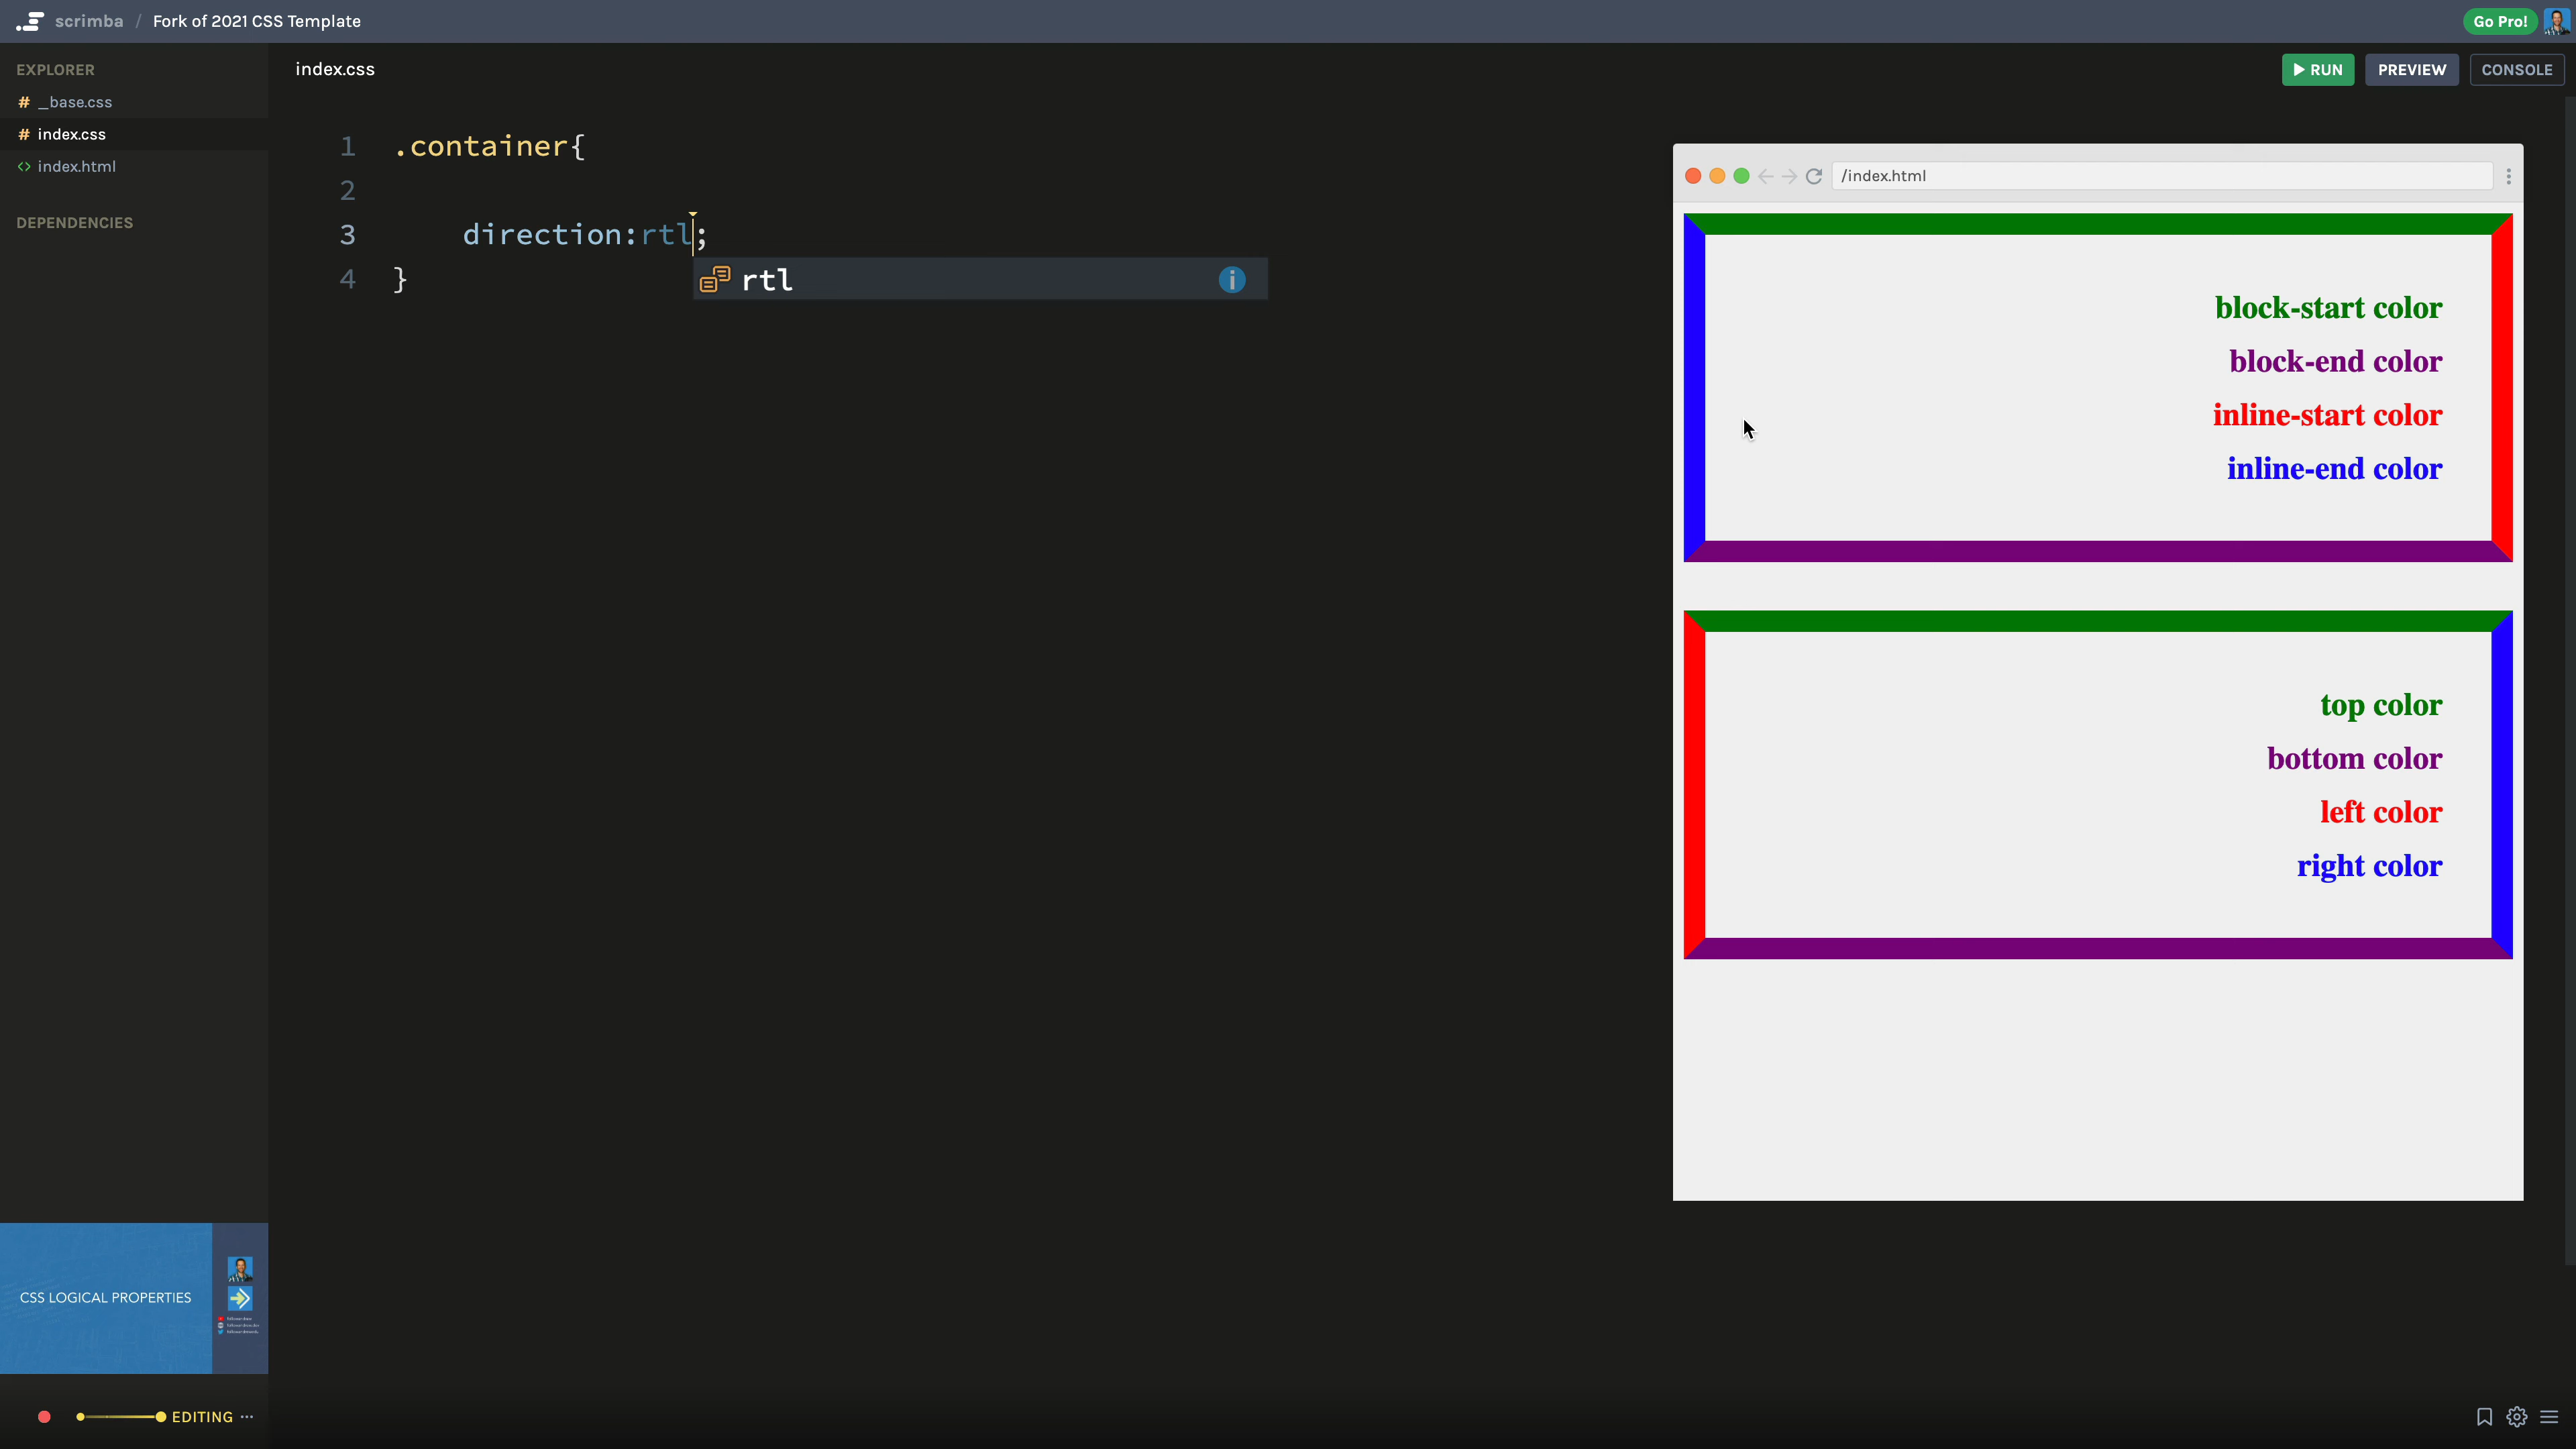 scrimba / Fork of 2021 CSS Template
Go Pro!
EXPLORER
# _base.css
# index.css
<> index.html
DEPENDENCIES
index.css
RUN
PREVIEW
CONSOLE
1 .container{
2
3 direction:rtl;
4 }
rtl
/index.html
block-start color
block-end color
inline-start color
inline-end color
top color
bottom color
left color
right color
CSS LOGICAL PROPERTIES
EDITING ...